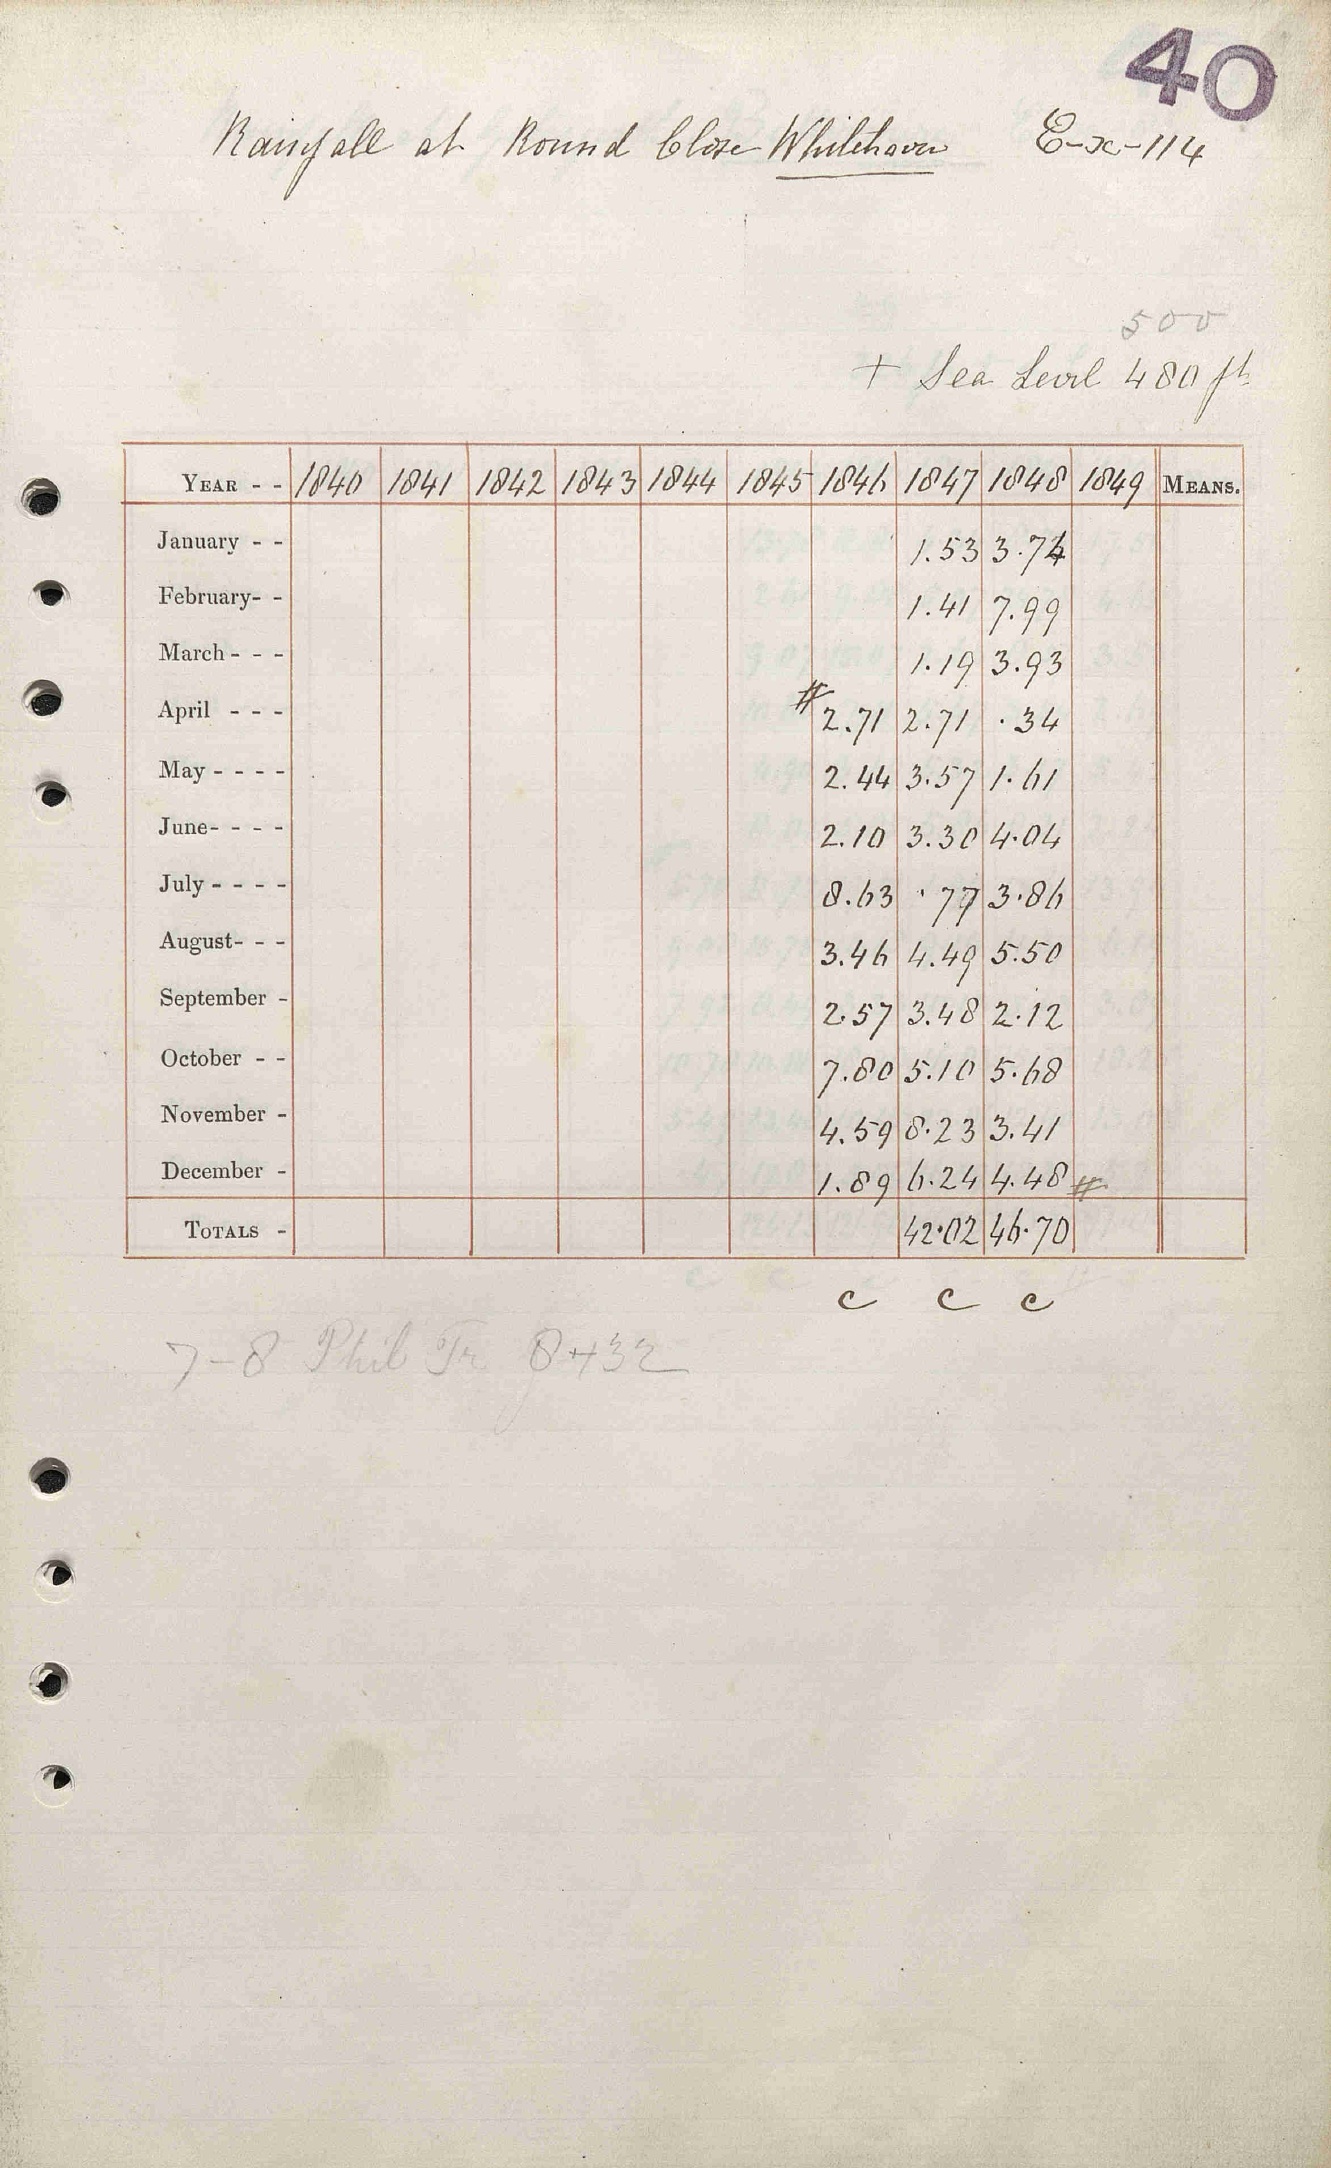 40
Rainfall at Round Close Whitehaven E-x-114
500
+ Sea Level 480 ft
YEAR - - 1840 1841 1842 1843 1844 1845 1846 1847 1848 1849 MEANS.
January - - 1.53 3.74
February- - 1.41 7.99
March - - - 1.19 3.93
April - - - # 2.71 2.71 .34
May - - - - 2.44 3.57 1.61
June- - - - 2.10 3.30 4.04
July - - - - 8.63 .77 3.86
August- - - 3.46 4.49 5.50
September - 2.57 3.48 2.12
October - - 7.80 5.10 5.68
November - 4.59 8.23 3.41
December - 1.89 6.24 4.48 #
TOTALS - 42.02 46.70
c c c
7-8 Phil Tr